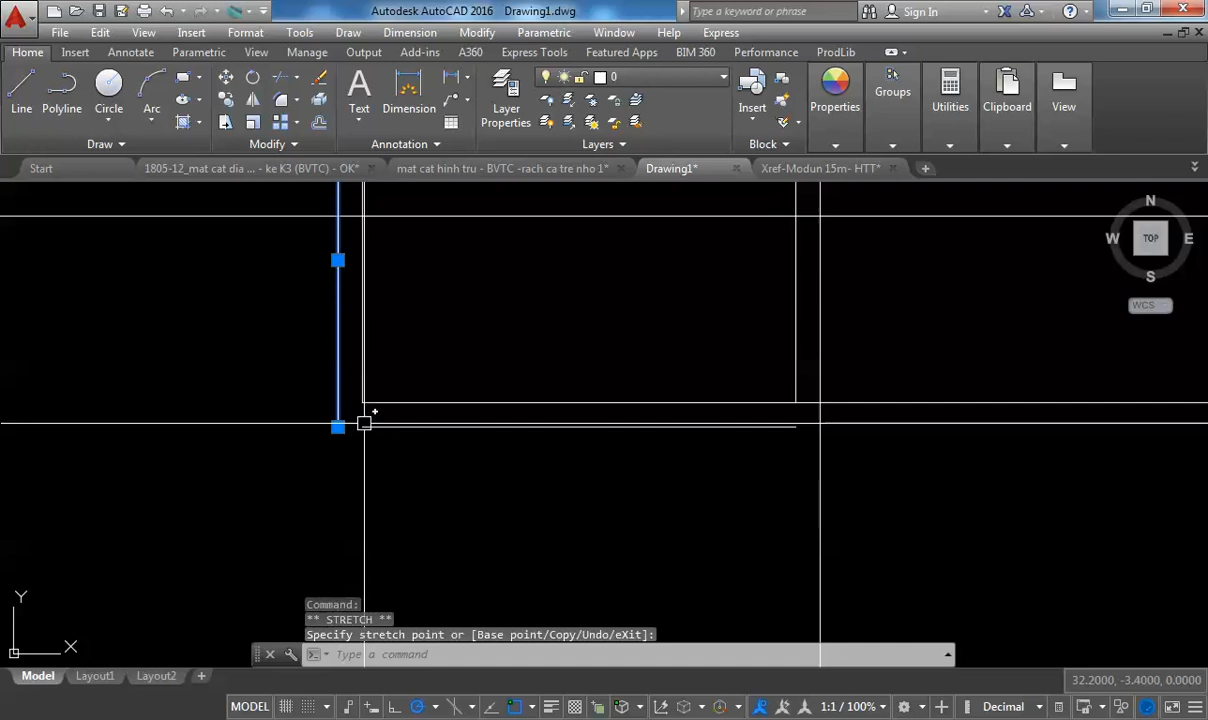 Autodesk AutoCAD 2016 Drawing1.dwg
Type a keyword or phrase
Sign In
File Edit View Insert Format Tools Draw Dimension Modify Parametric Window Help Express
Home Insert Annotate Parametric View Manage Output Add-ins A360 Express Tools Featured Apps BIM 360 Performance ProdLib
0
Line Polyline Circle Arc Text Dimension Layer Properties Insert Properties Groups Utilities Clipboard View
Draw Modify Annotation Layers Block
Start 1805-12_mat cat dia ... - ke K3 (BVTC) - OK* mat cat hinh tru - BVTC -rach ca tre nho 1* Drawing1* Xref-Modun 15m- HTT*
N
W TOP E
S
WCS
Y
X
Command:
** STRETCH **
Specify stretch point or [Base point/Copy/Undo/eXit]:
Type a command
Model Layout1 Layout2
32.2000, -3.4000, 0.0000
MODEL 1:1 / 100% Decimal